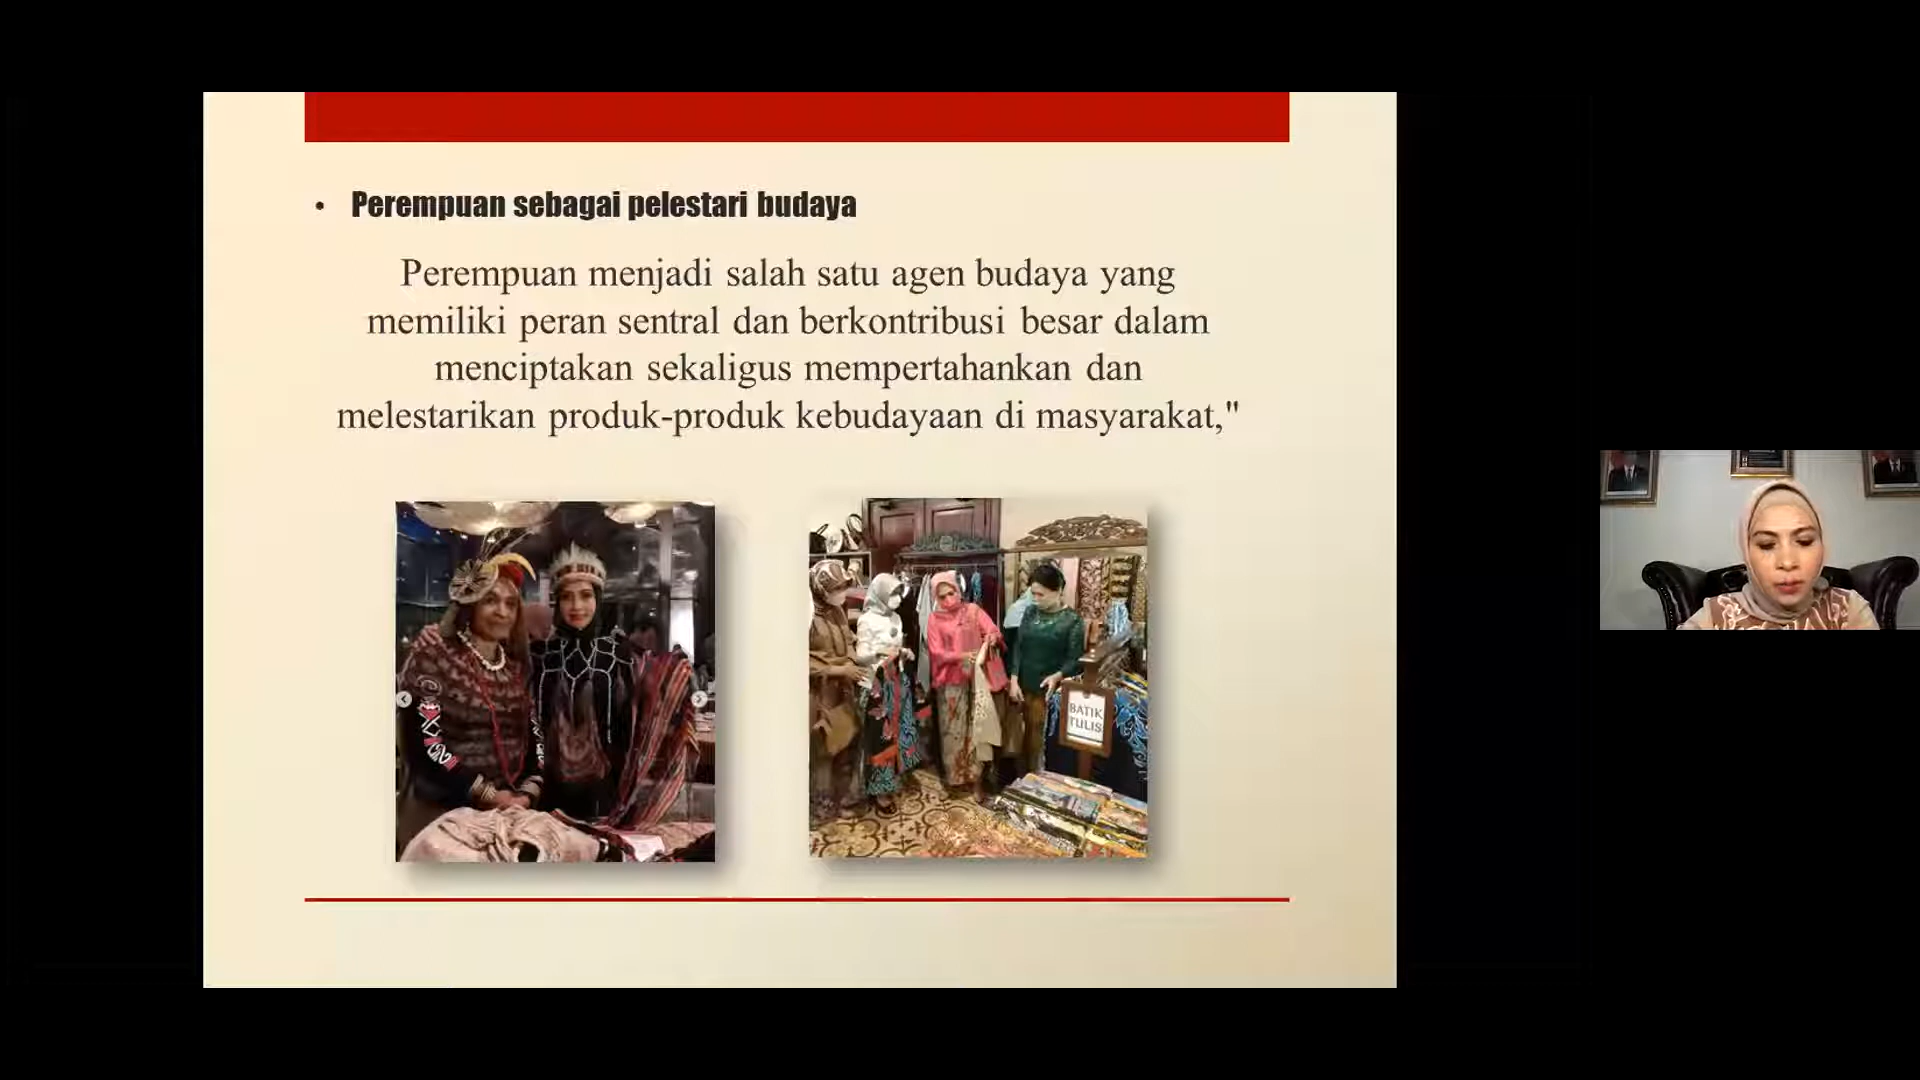 • Perempuan sebagai pelestari budaya
Perempuan menjadi salah satu agen budaya yang
memiliki peran sentral dan berkontribusi besar dalam
menciptakan sekaligus mempertahankan dan
melestarikan produk-produk kebudayaan di masyarakat,"
BATIK
TULIS